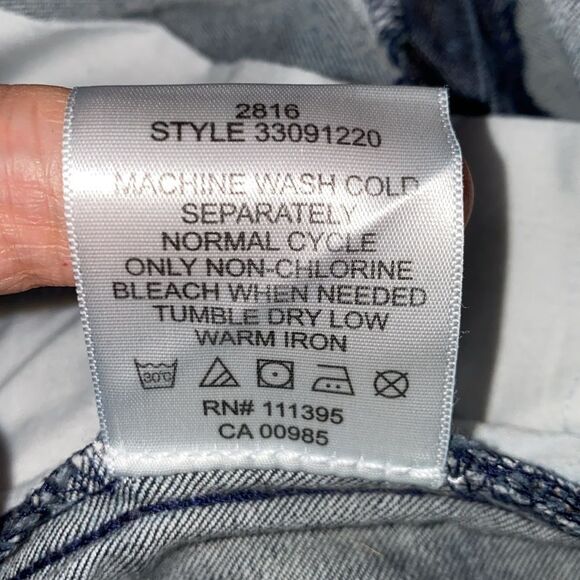 2816
STYLE 33091220
MACHINE WASH COLD
SEPARATELY
NORMAL CYCLE
ONLY NON-CHLORINE
BLEACH WHEN NEEDED
TUMBLE DRY LOW
WARM IRON
30°C
RN# 111395
CA 00985